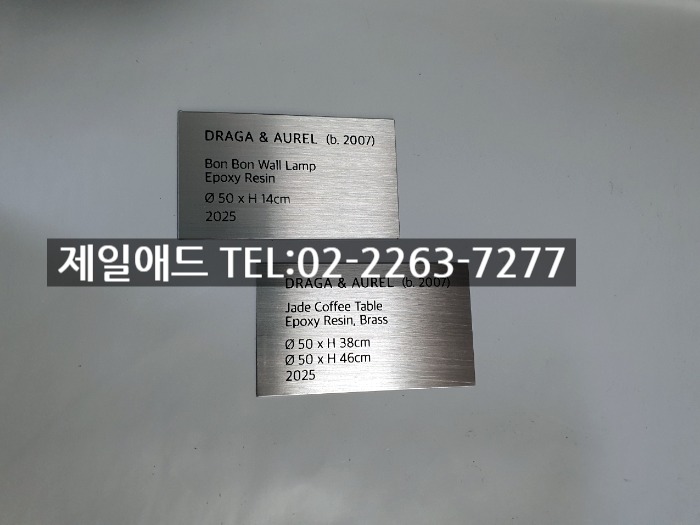 DRAGA & AUREL (b. 2007)
Bon Bon Wall Lamp
Epoxy Resin
Ø 50 x H 14cm
2025
제일애드 TEL:02-2263-7277
DRAGA & AUREL (b. 2007)
Jade Coffee Table
Epoxy Resin, Brass
Ø 50 x H 38cm
Ø 50 x H 46cm
2025